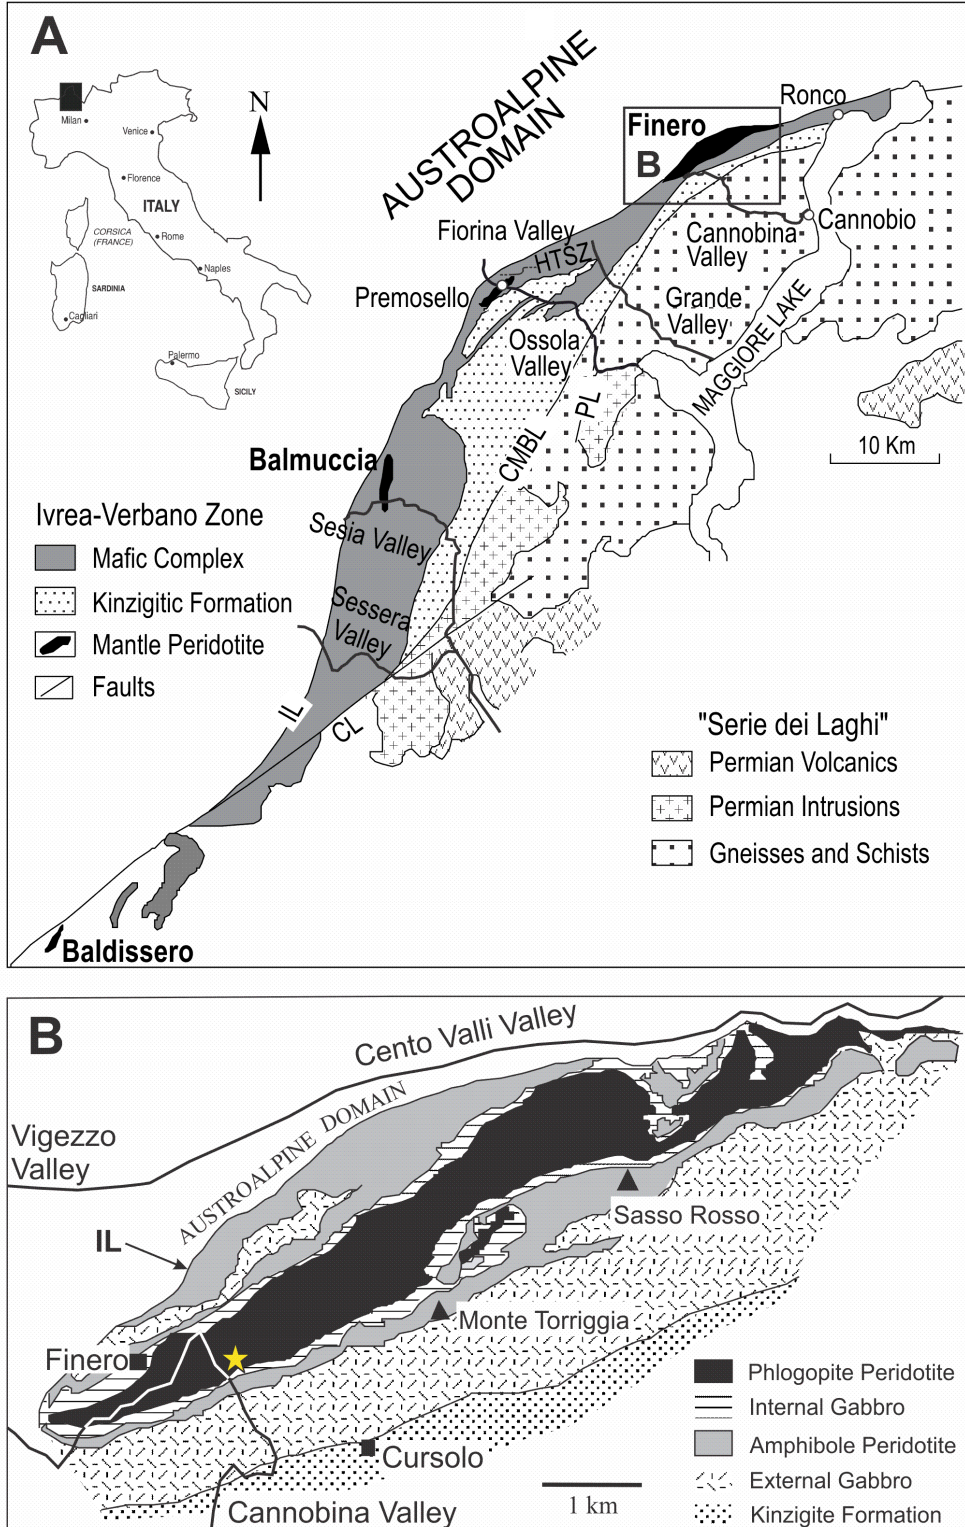 A
N
Milan
Venice
Florence
ITALY
CORSICA
(FRANCE)
Rome
Naples
SARDINIA
Cagliari
Palermo
SICILY
AUSTROALPINE
DOMAIN
Ronco
Finero
B
Cannobio
Cannobina
Valley
Fiorina Valley
HTSZ
Premosello
Grande
Valley
Ossola
Valley
MAGGIORE LAKE
PL
CMBL
10 Km
Balmuccia
Sesia Valley
Sessera
Valley
IL
CL
Baldissero
Ivrea-Verbano Zone
Mafic Complex
Kinzigitic Formation
Mantle Peridotite
Faults
"Serie dei Laghi"
Permian Volcanics
Permian Intrusions
Gneisses and Schists
B
Cento Valli Valley
Vigezzo
Valley
AUSTROALPINE DOMAIN
IL
Sasso Rosso
Monte Torriggia
Finero
Cursolo
Cannobina Valley
1 km
Phlogopite Peridotite
Internal Gabbro
Amphibole Peridotite
External Gabbro
Kinzigite Formation